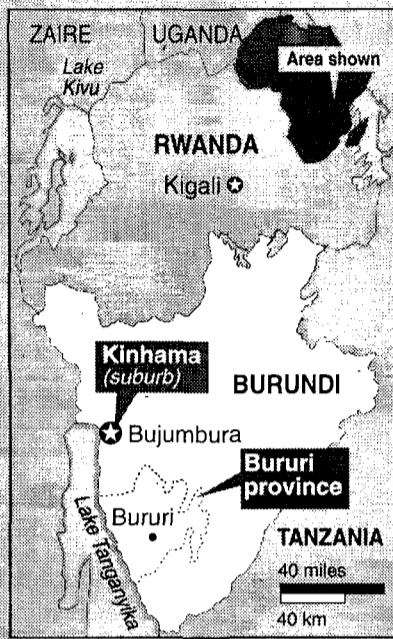 ZAIRE
UGANDA
Lake
Kivu
Area shown
RWANDA
Kigali
Kinhama
(suburb)
BURUNDI
Bujumbura
Bururi
province
Bururi
Lake Tanganyika
TANZANIA
40 miles
40 km